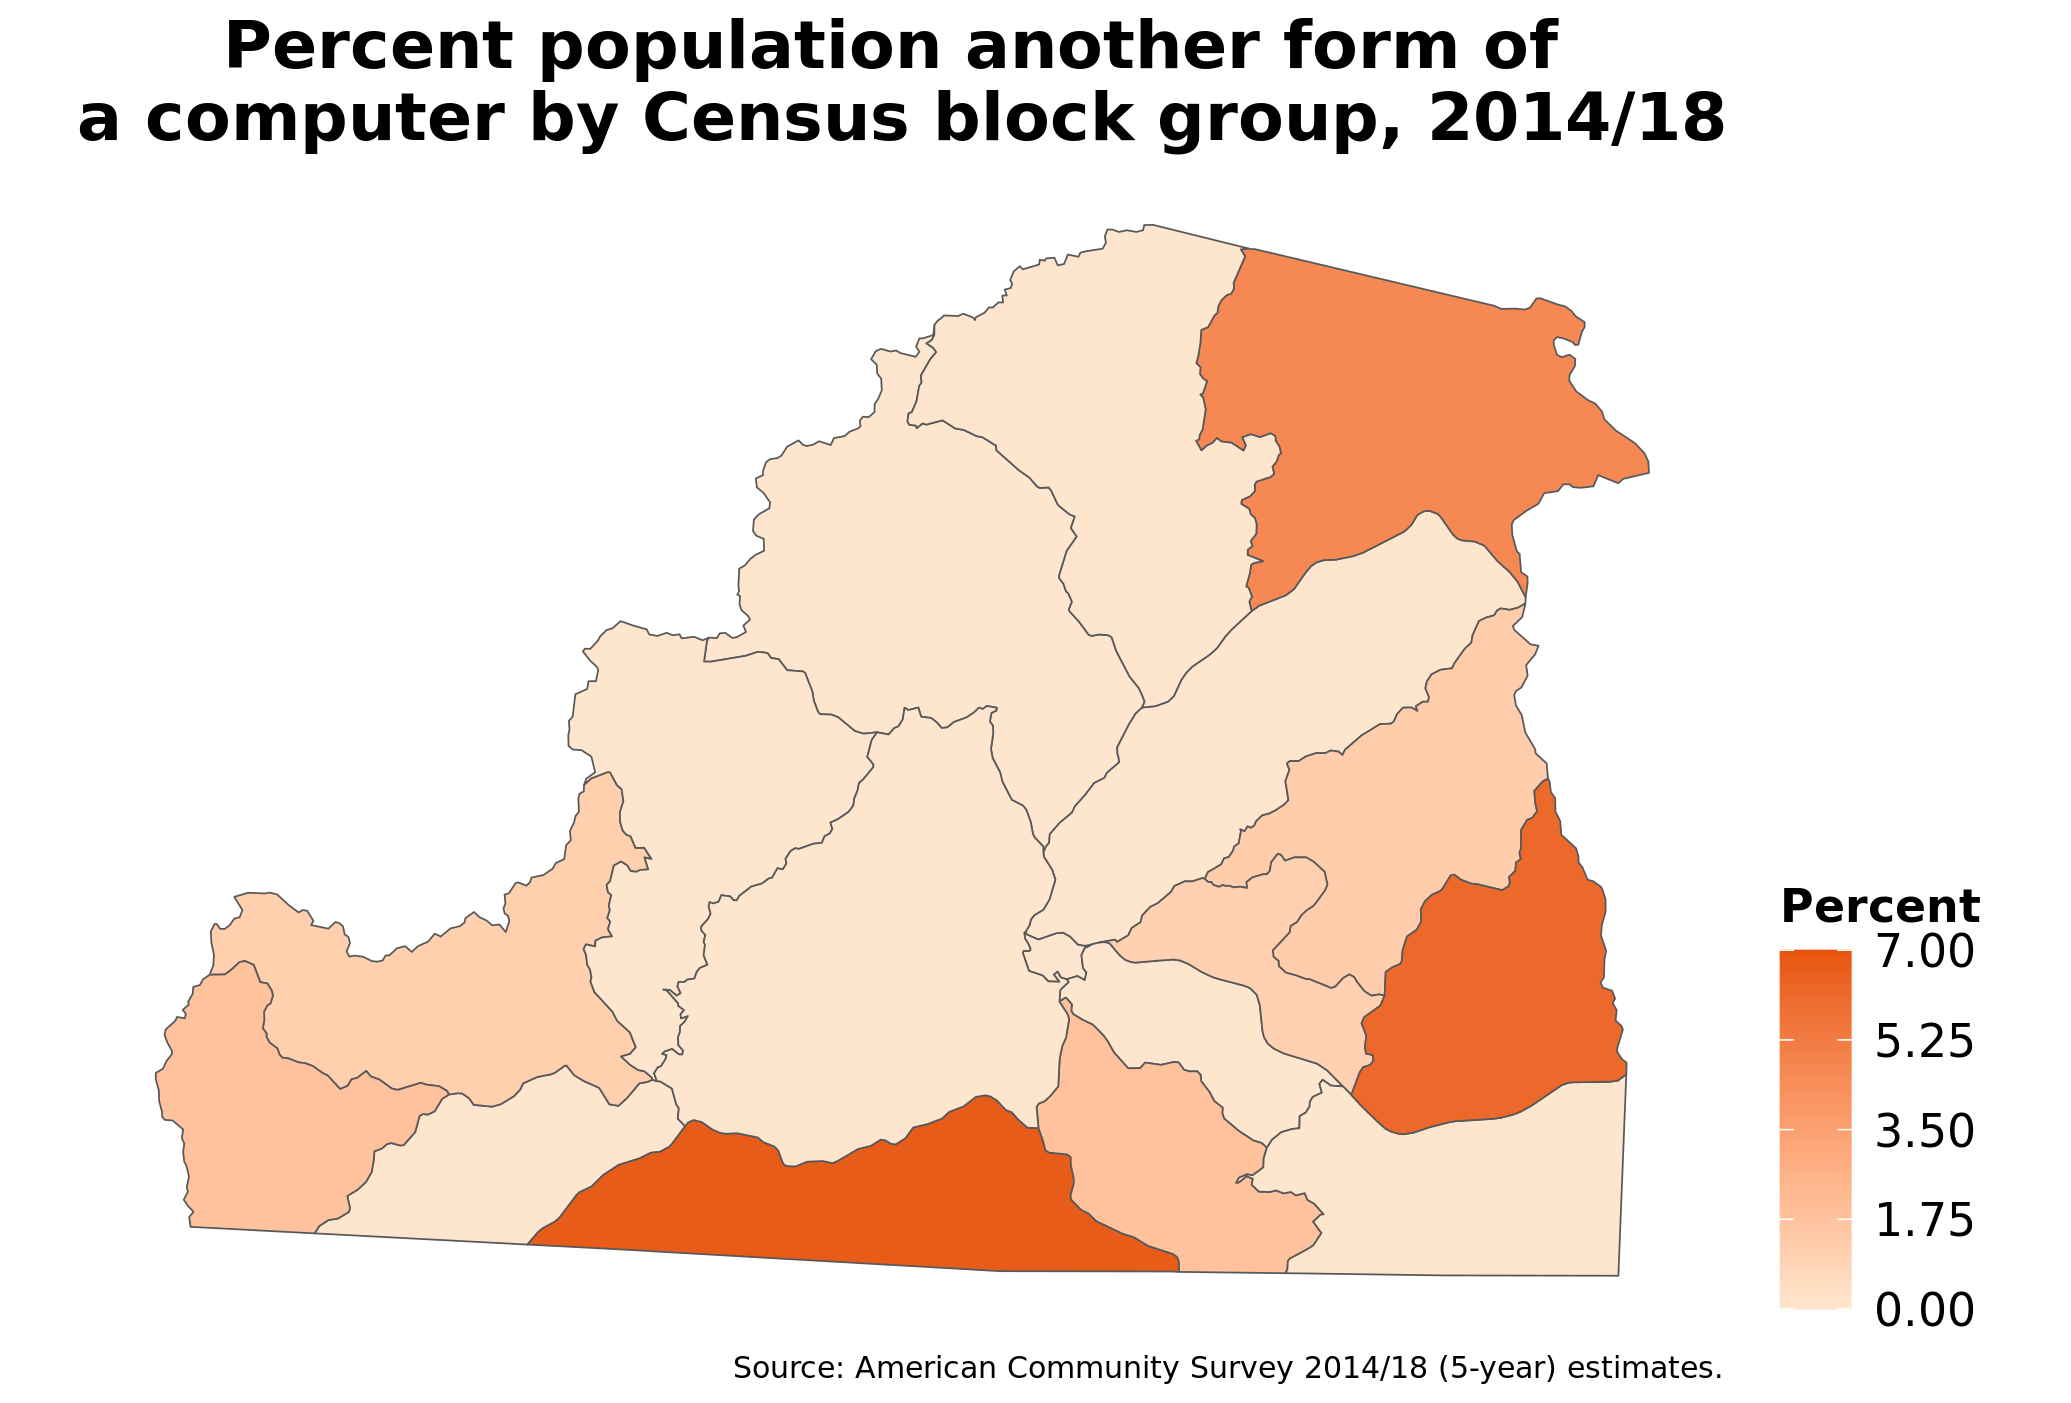 Percent population another form of
a computer by Census block group, 2014/18
Percent
7.00
5.25
3.50
1.75
0.00
Source: American Community Survey 2014/18 (5-year) estimates.